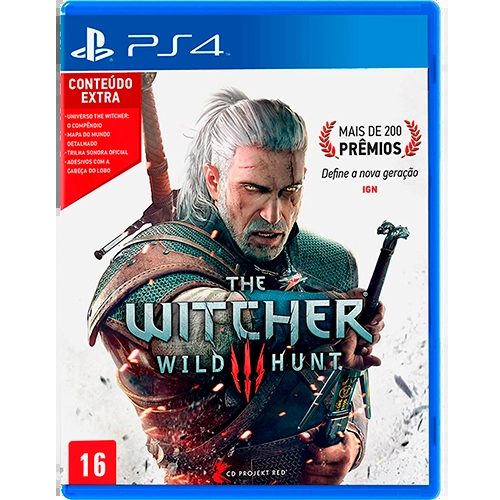 PS4
CONTEÚDO
EXTRA
• UNIVERSO THE WITCHER:
O COMPÊNDIO
• MAPA DO MUNDO
DETALHADO
• TRILHA SONORA OFICIAL
• ADESIVOS COM A
CABEÇA DO LOBO
MAIS DE 200
PRÊMIOS
Define a nova geração
IGN
THE
WITCHER
WILD III HUNT
16
CD PROJEKT RED